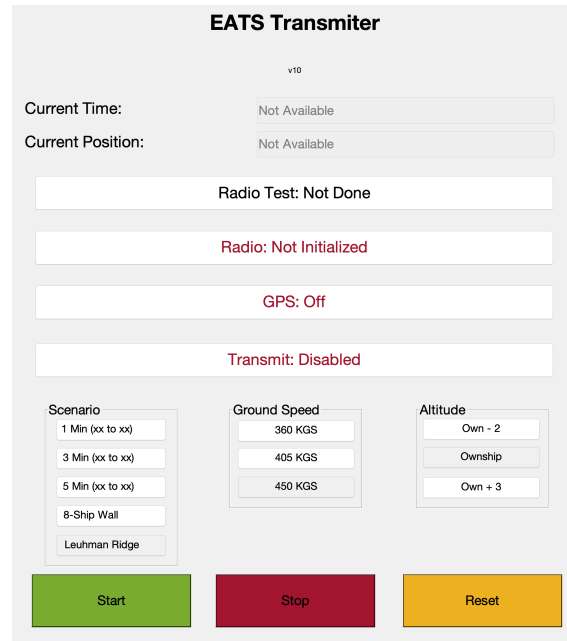 EATS Transmiter
v10
Current Time:
Not Available
Current Position:
Not Available
Radio Test: Not Done
Radio: Not Initialized
GPS: Off
Transmit: Disabled
Scenario
1 Min (xx to xx)
3 Min (xx to xx)
5 Min (xx to xx)
8-Ship Wall
Leuhman Ridge
Ground Speed
360 KGS
405 KGS
450 KGS
Altitude
Own - 2
Ownship
Own + 3
Start
Stop
Reset